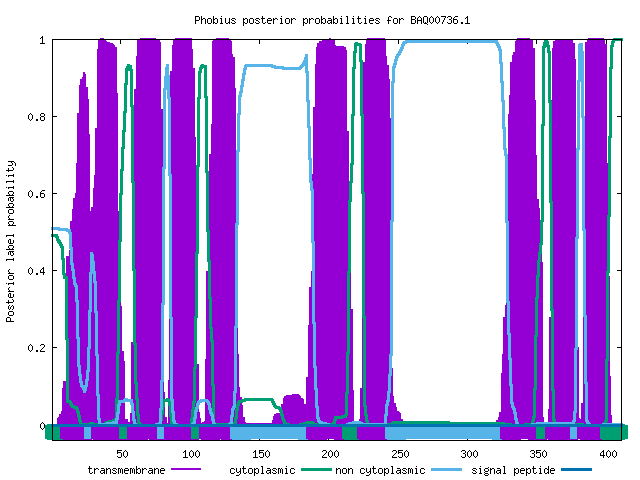 Phobius posterior probabilities for BAQ00736.1
1
0.8
0.6
0.4
0.2
0
Posterior label probability
50 100 150 200 250 300 350 400
transmembrane cytoplasmic non cytoplasmic signal peptide